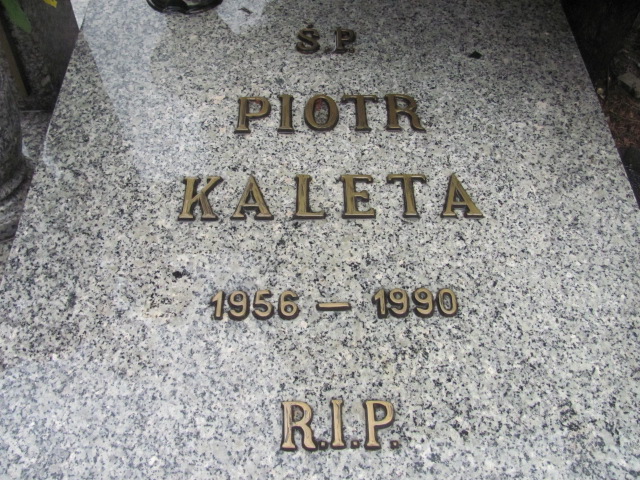 Ś.P.
PIOTR
KALETA
1956 – 1990
R.I.P.